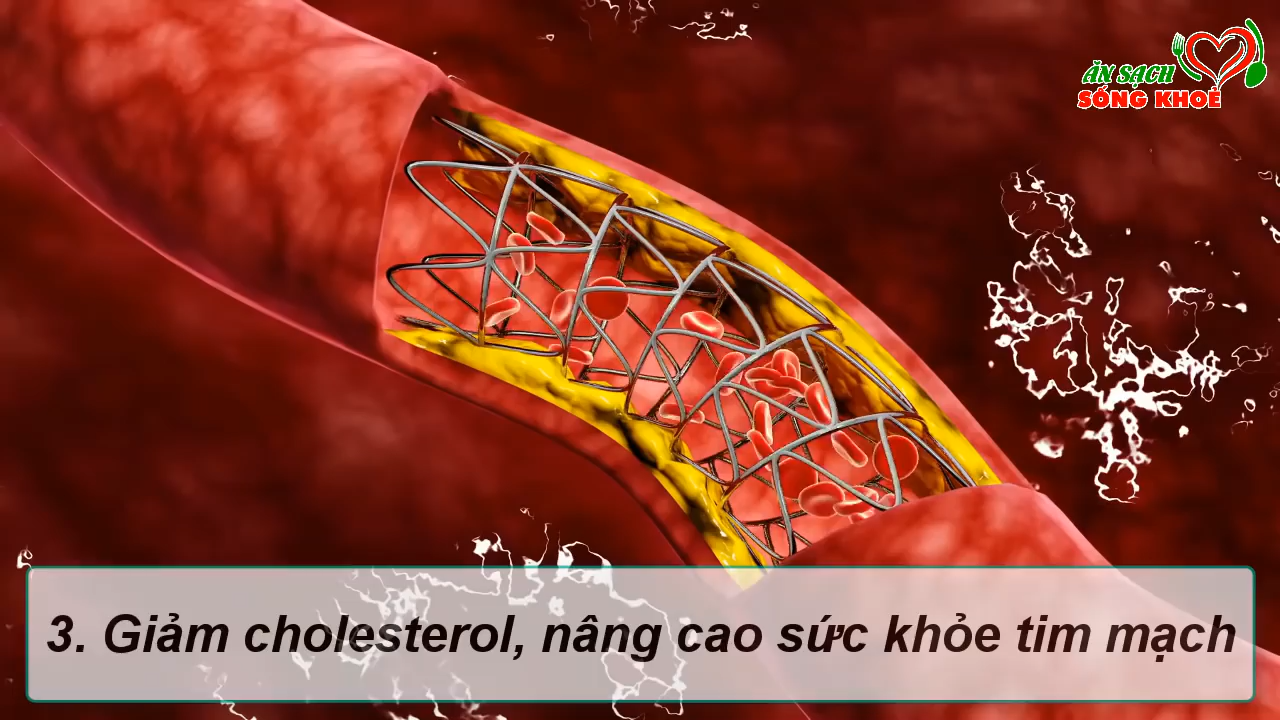 ĂN SẠCH
SỐNG KHOẺ
3. Giảm cholesterol, nâng cao sức khỏe tim mạch